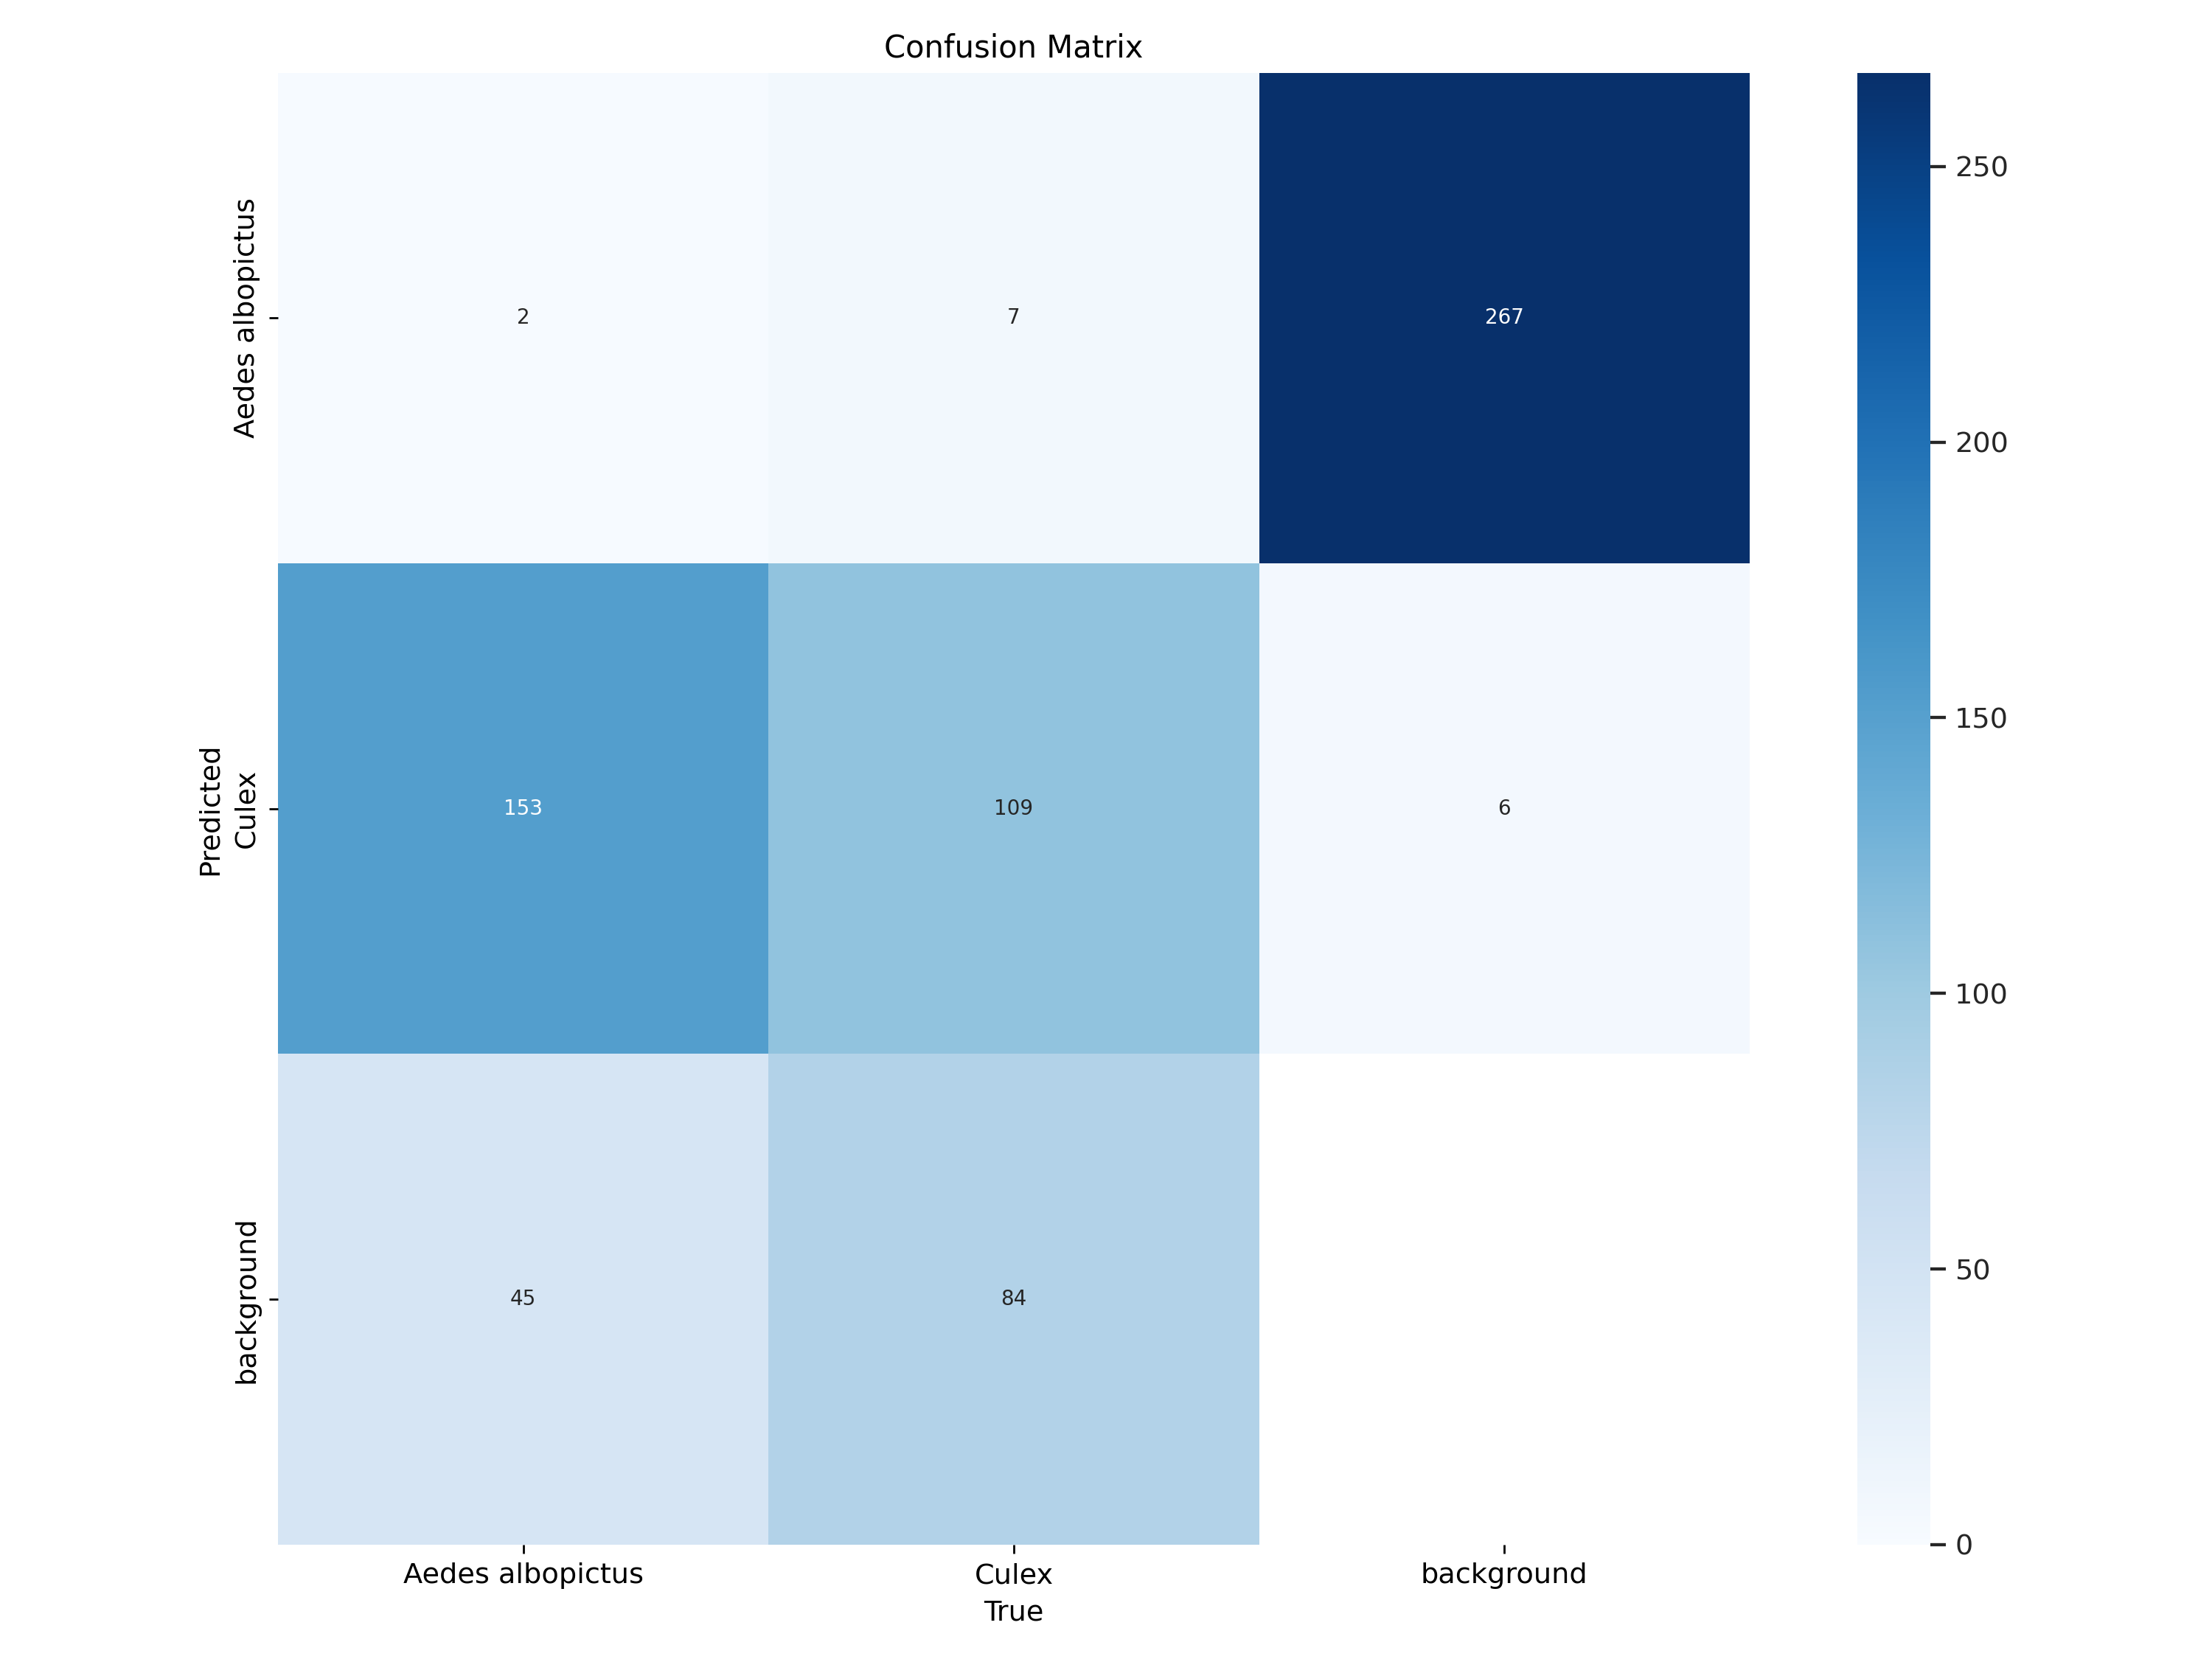 Confusion Matrix
Aedes albopictus
2
7
267
Predicted
Culex
153
109
6
background
45
84
Aedes albopictus
Culex
background
True
250
200
150
100
50
0